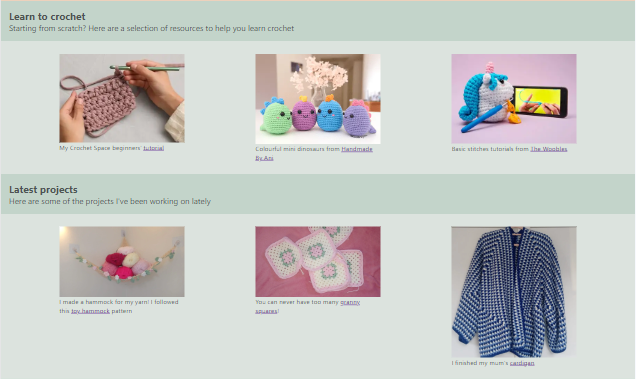 Learn to crochet
Starting from scratch? Here are a selection of resources to help you learn crochet
My Crochet Space beginners' tutorial
Colourful mini dinosaurs from Handmade
By Ani
Basic stitches tutorials from The Woobles
Latest projects
Here are some of the projects I've been working on lately
I made a hammock for my yarn! I followed
this toy hammock pattern
You can never have too many granny
squares!
I finished my mum's cardigan